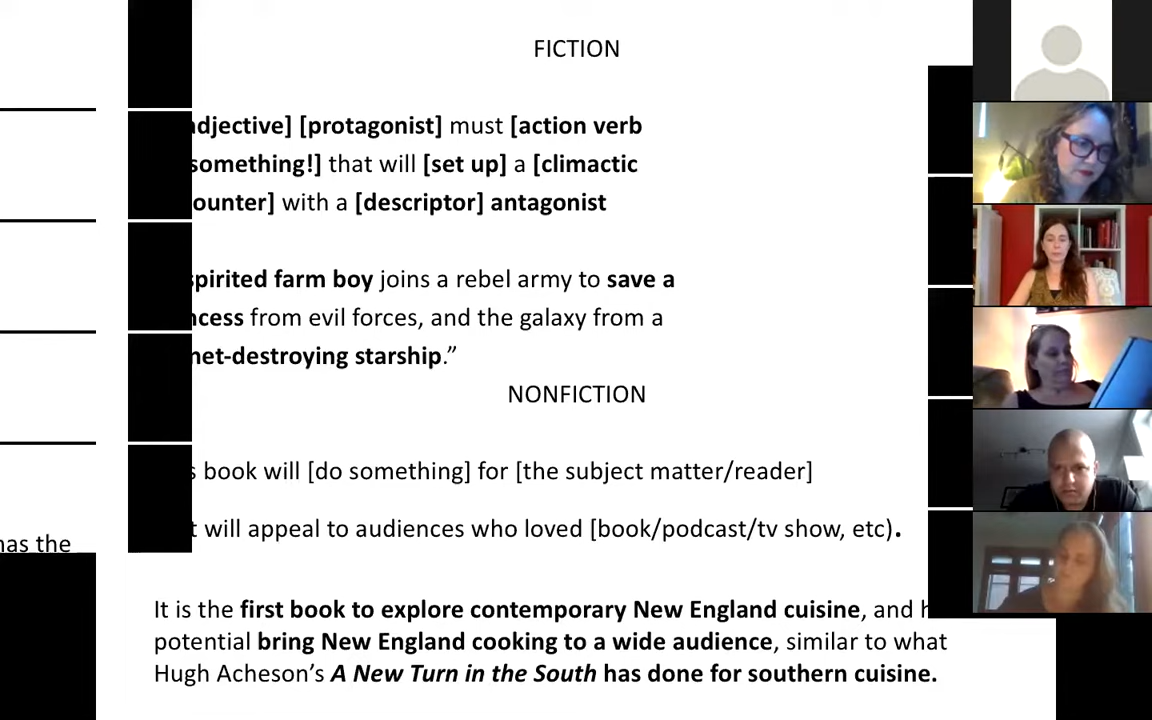 FICTION
djective] [protagonist] must [action verb
something!] that will [set up] a [climactic
ounter] with a [descriptor] antagonist
spirited farm boy joins a rebel army to save a
ncess from evil forces, and the galaxy from a
net-destroying starship.”
NONFICTION
s book will [do something] for [the subject matter/reader]
t will appeal to audiences who loved [book/podcast/tv show, etc).
has the
It is the first book to explore contemporary New England cuisine, and h
potential bring New England cooking to a wide audience, similar to what
Hugh Acheson’s A New Turn in the South has done for southern cuisine.